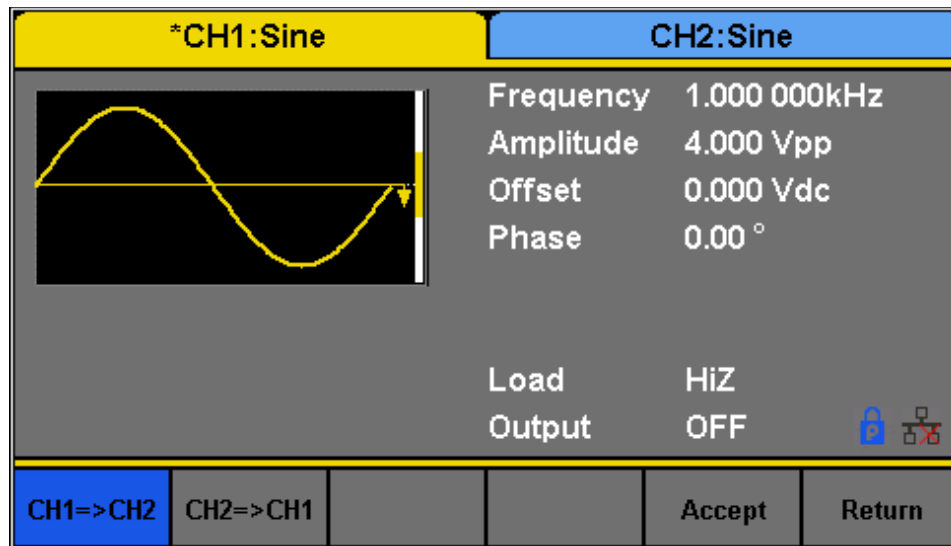 *CH1:Sine CH2:Sine
Frequency 1.000 000kHz
Amplitude 4.000 Vpp
Offset 0.000 Vdc
Phase 0.00 °
Load HiZ
Output OFF
P
CH1=>CH2 CH2=>CH1 Accept Return